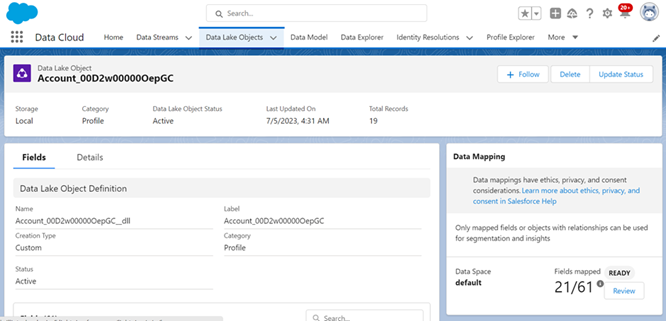 Search...
20+
Data Cloud
Home
Data Streams
Data Lake Objects
Data Model
Data Explorer
Identity Resolutions
Profile Explorer
More
Data Lake Object
Account_00D2w00000OepGC
Follow
Delete
Update Status
Storage
Category
Data Lake Object Status
Last Updated On
Total Records
Local
Profile
Active
7/5/2023, 4:31 AM
19
Fields
Details
Data Lake Object Definition
Name
Label
Account_00D2w00000OepGC__dll
Account_00D2w00000OepGC
Creation Type
Category
Custom
Profile
Status
Active
Search...
Data Mapping
Data mappings have ethics, privacy, and consent
considerations. Learn more about ethics, privacy, and
consent in Salesforce Help
Only mapped fields or objects with relationships can be used
for segmentation and insights
Data Space
default
Fields mapped
READY
21/61
Review